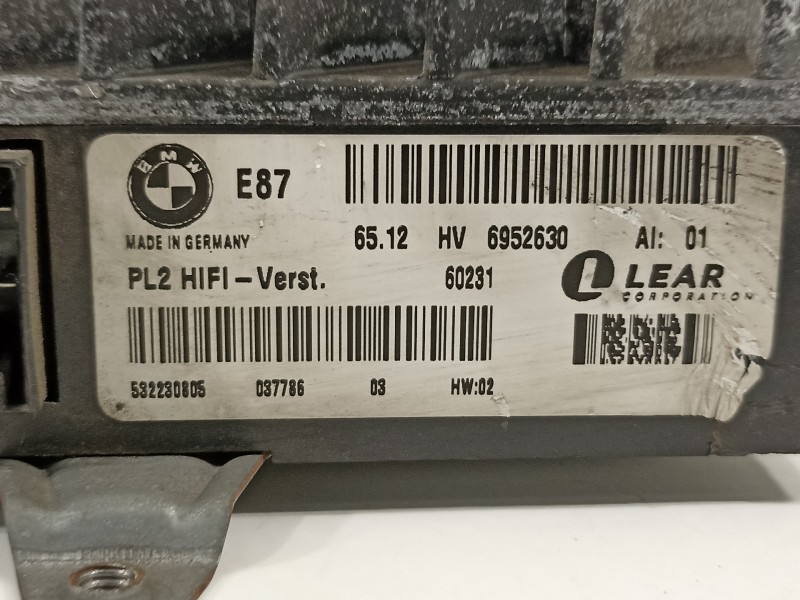 BMW E87
MADE IN GERMANY 65.12 HV 6952630 AI: 01
PL2 HIFI-Verst. 60231 LEAR
CORPORATION
532230805 037786 03 HW:02